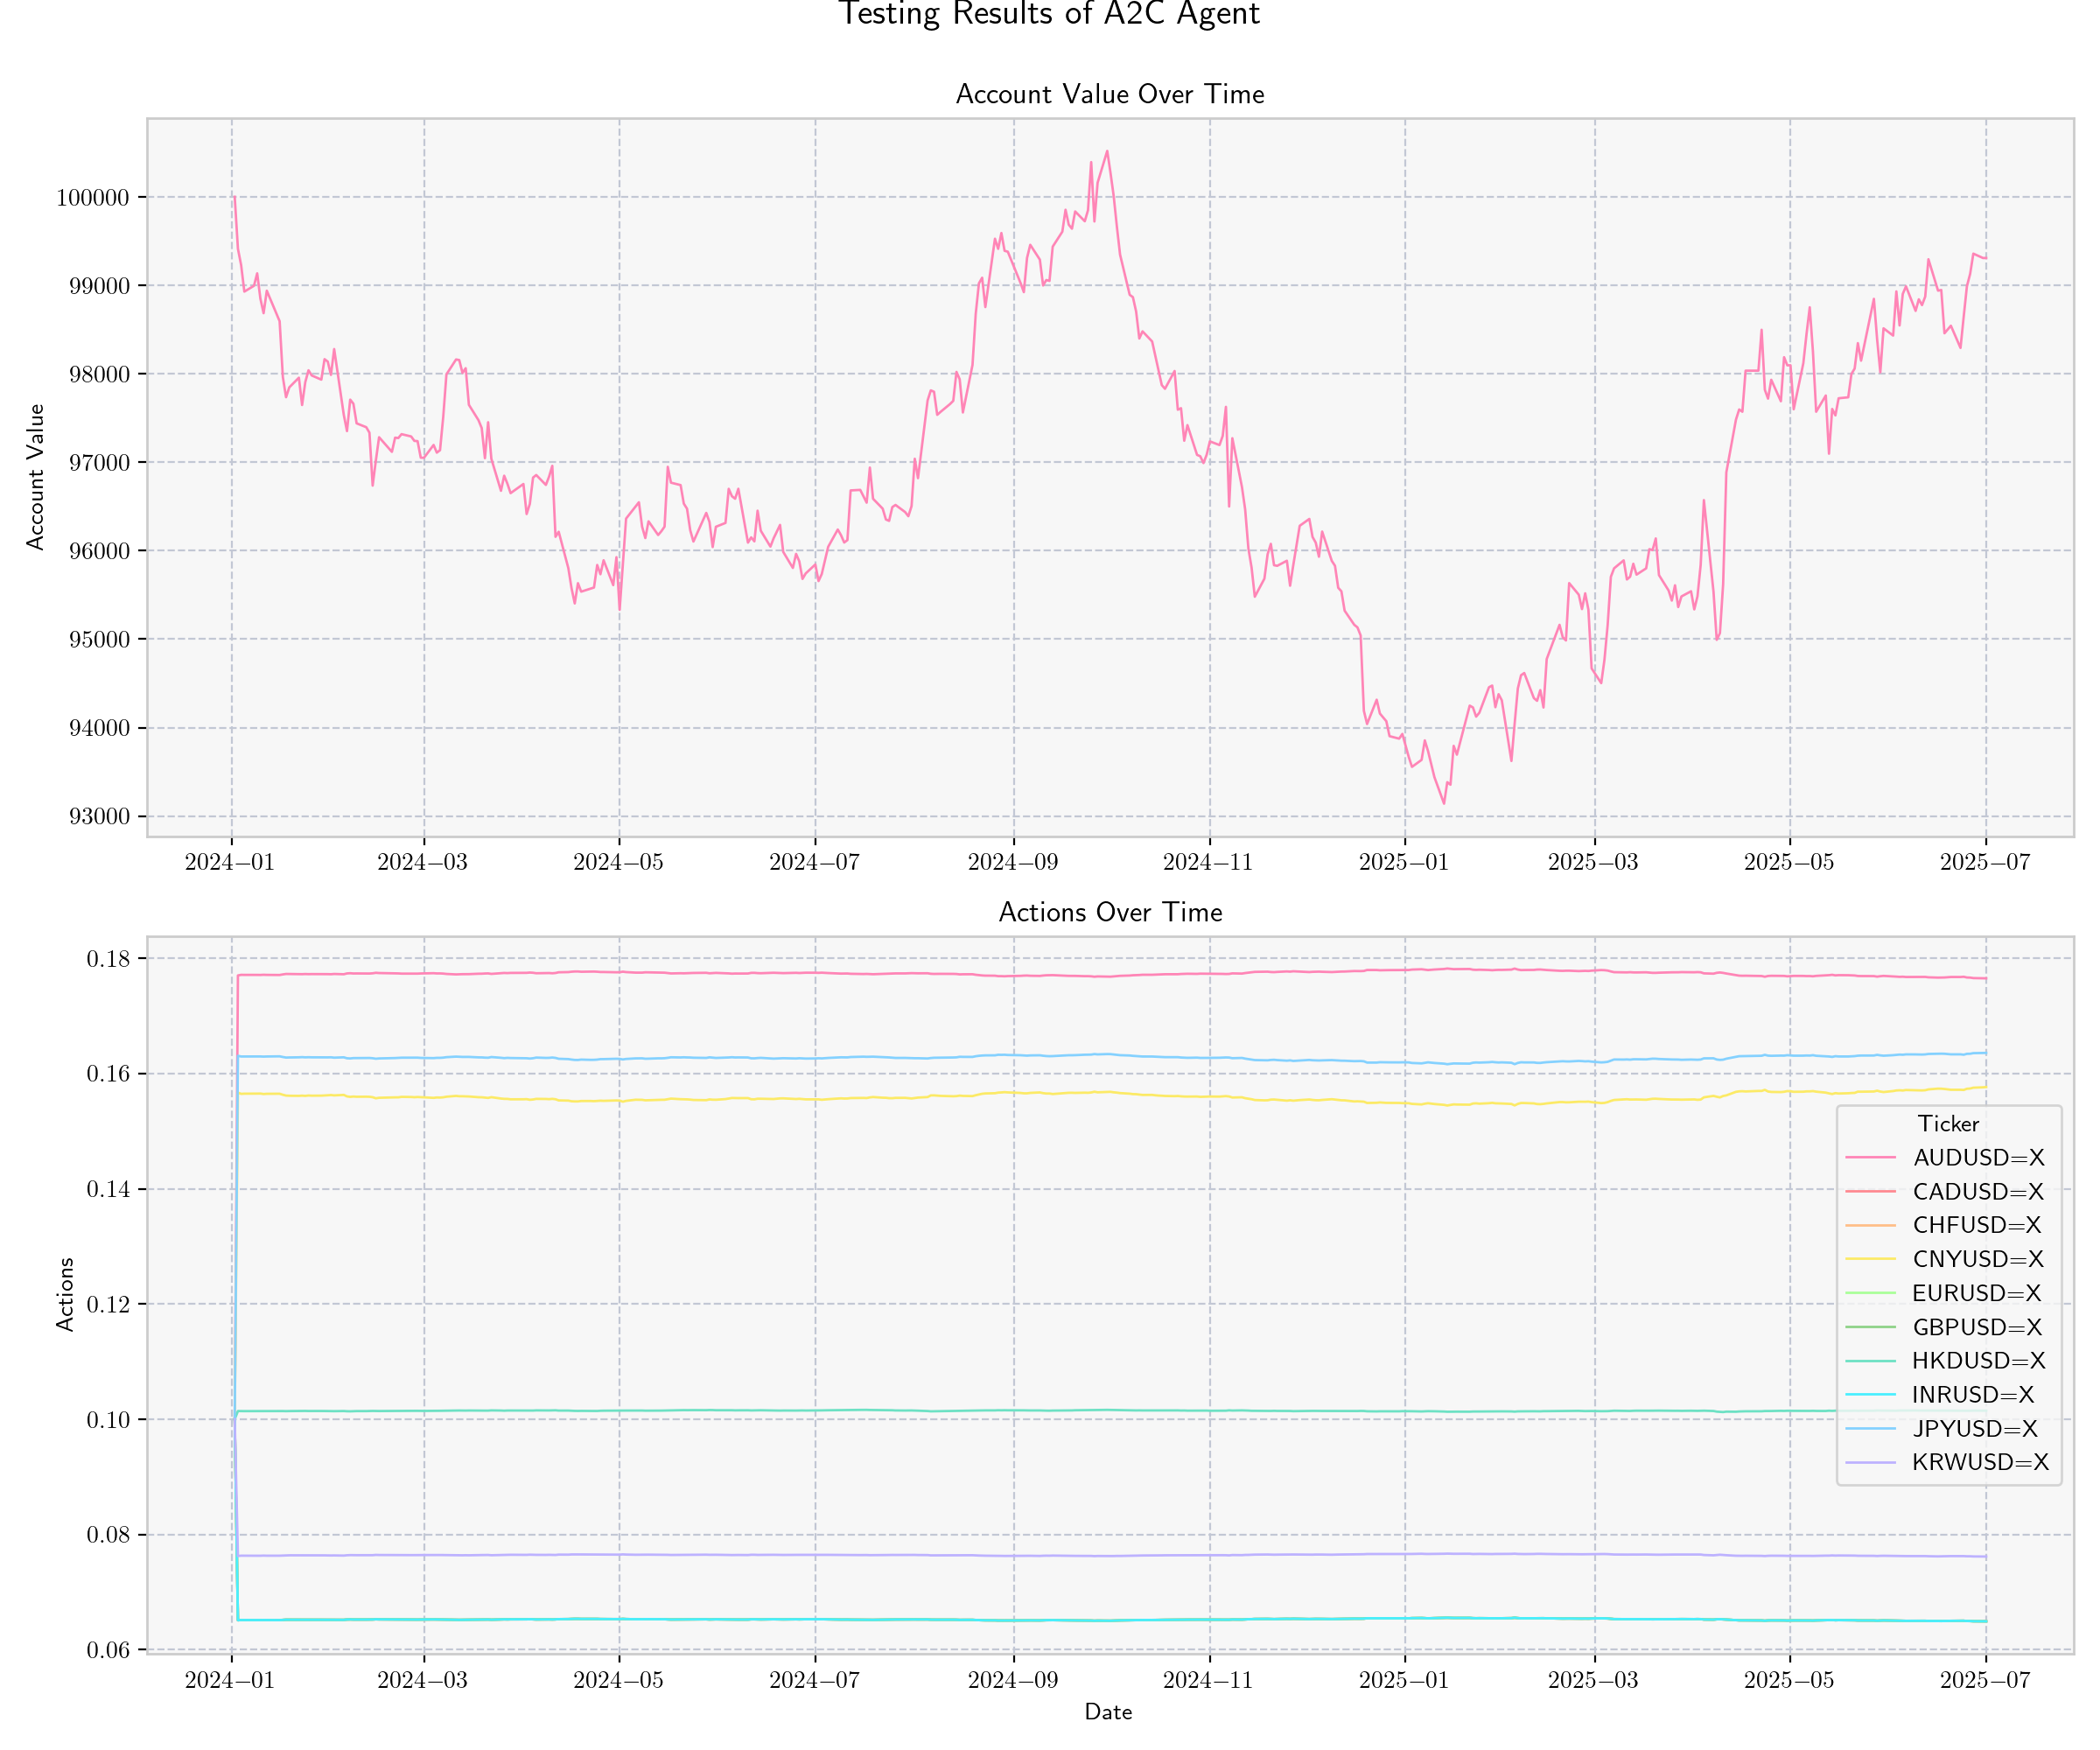 Testing Results of A2C Agent
Account Value Over Time
Account Value
100000
99000
98000
97000
96000
95000
94000
93000
2024−01 2024−03 2024−05 2024−07 2024−09 2024−11 2025−01 2025−03 2025−05 2025−07
Actions Over Time
Actions
0.18
0.16
0.14
0.12
0.10
0.08
0.06
Ticker
AUDUSD=X
CADUSD=X
CHFUSD=X
CNYUSD=X
EURUSD=X
GBPUSD=X
HKDUSD=X
INRUSD=X
JPYUSD=X
KRWUSD=X
2024−01 2024−03 2024−05 2024−07 2024−09 2024−11 2025−01 2025−03 2025−05 2025−07
Date